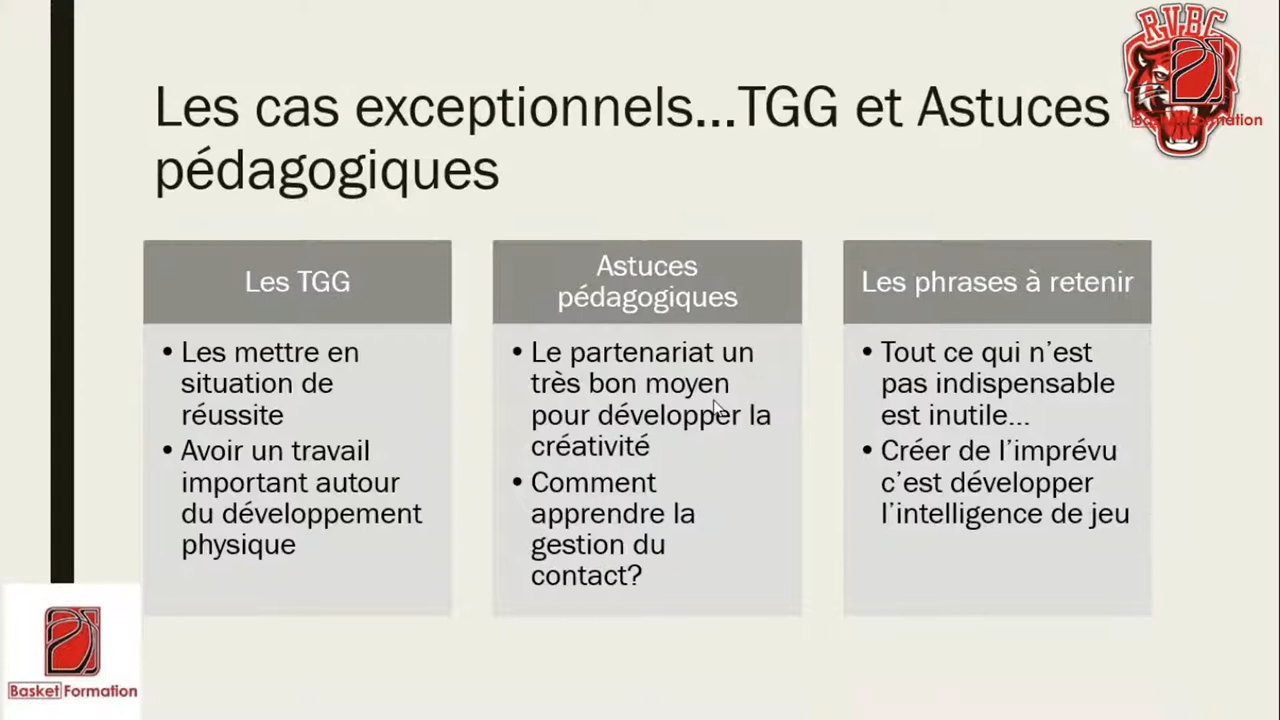 RVBC
Basket Formation
Les cas exceptionnels...TGG et Astuces
pédagogiques
Les TGG
• Les mettre en
situation de
réussite
• Avoir un travail
important autour
du développement
physique
Astuces
pédagogiques
• Le partenariat un
très bon moyen
pour développer la
créativité
• Comment
apprendre la
gestion du
contact?
Les phrases à retenir
• Tout ce qui n’est
pas indispensable
est inutile...
• Créer de l’imprévu
c’est développer
l’intelligence de jeu
Basket Formation